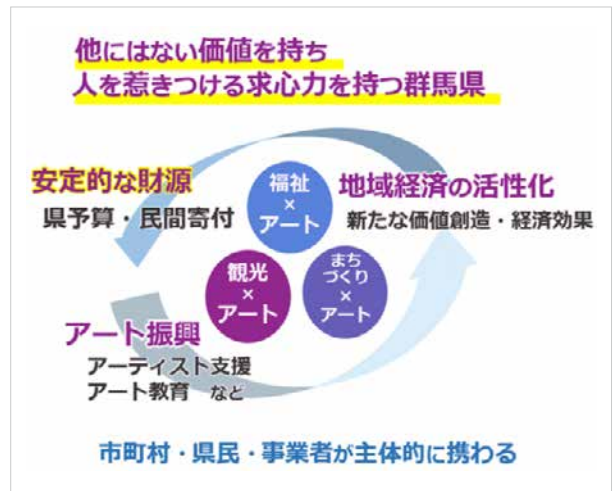 他にはない価値を持ち
人を惹きつける求心力を持つ群馬県
安定的な財源
県予算・民間寄付
福祉
×
アート
地域経済の活性化
新たな価値創造・経済効果
観光
×
アート
まち
づくり
×
アート
アート振興
アーティスト支援
アート教育 など
市町村・県民・事業者が主体的に携わる